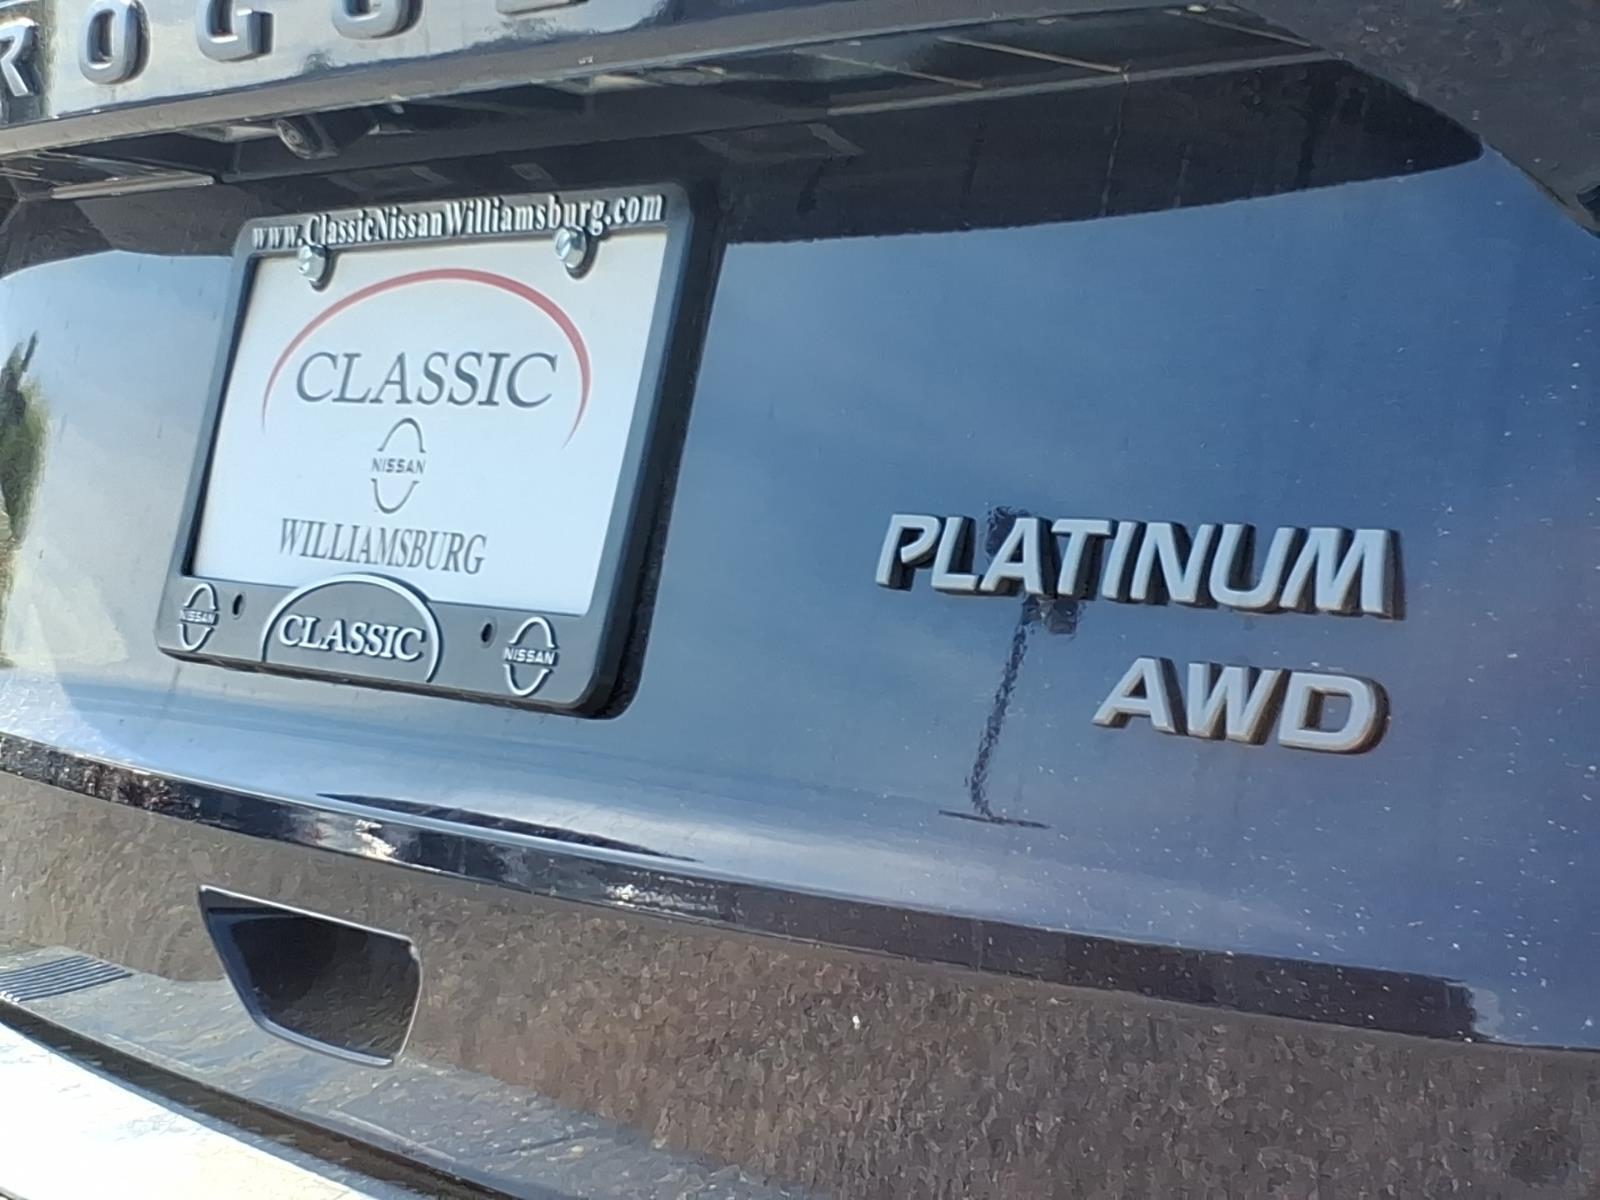 ROGUE
www.ClassicNissanWilliamsburg.com
CLASSIC
NISSAN
WILLIAMSBURG
NISSAN
CLASSIC
NISSAN
PLATINUM
AWD